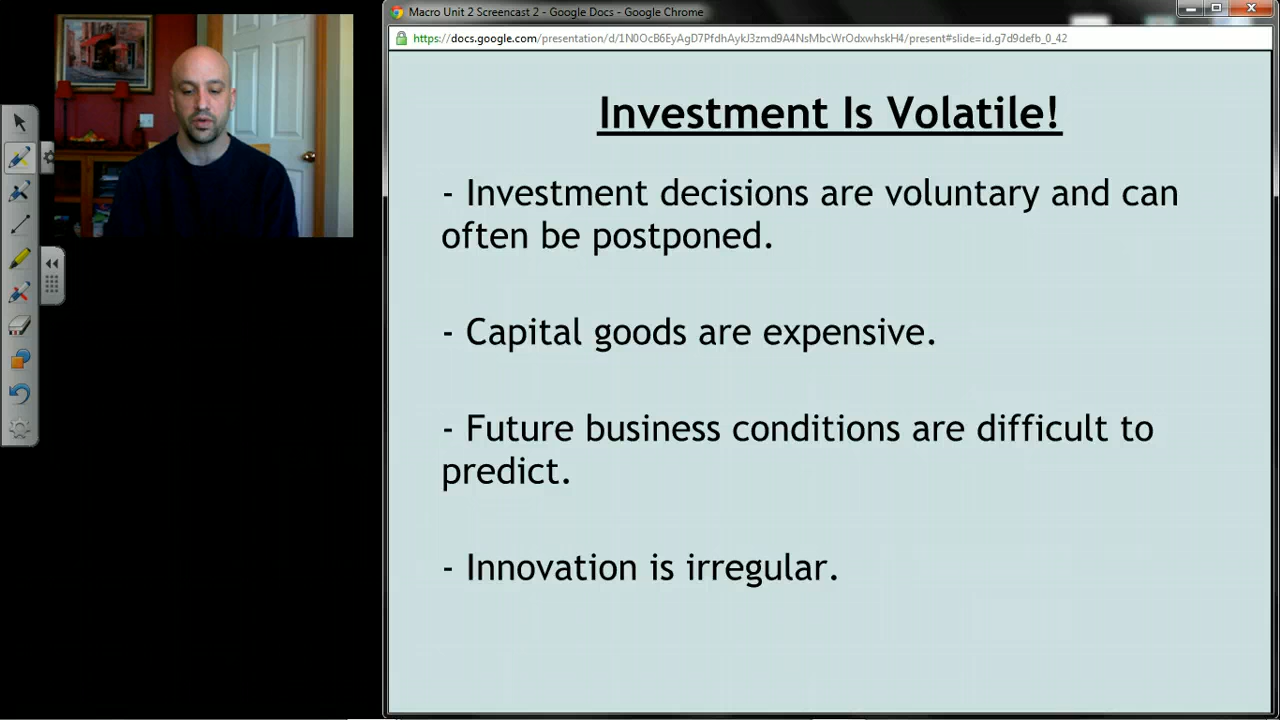 Macro Unit 2 Screencast 2 - Google Docs - Google Chrome
https://docs.google.com/presentation/d/1N0OcB6EyAgD7PfdhAykJ3zmd9A4NsMbcWrOdxwhskH4/present#slide=id.g7d9defb_0_42
Investment Is Volatile!
- Investment decisions are voluntary and can
often be postponed.
- Capital goods are expensive.
- Future business conditions are difficult to
predict.
- Innovation is irregular.